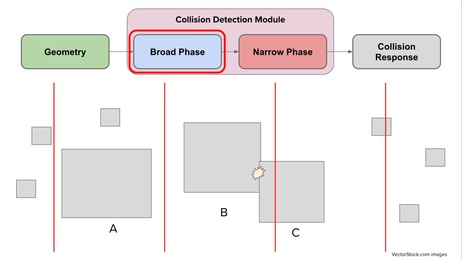 Collision Detection Module
Geometry
Broad Phase
Narrow Phase
Collision
Response
A
B
C
VectorStock.com images